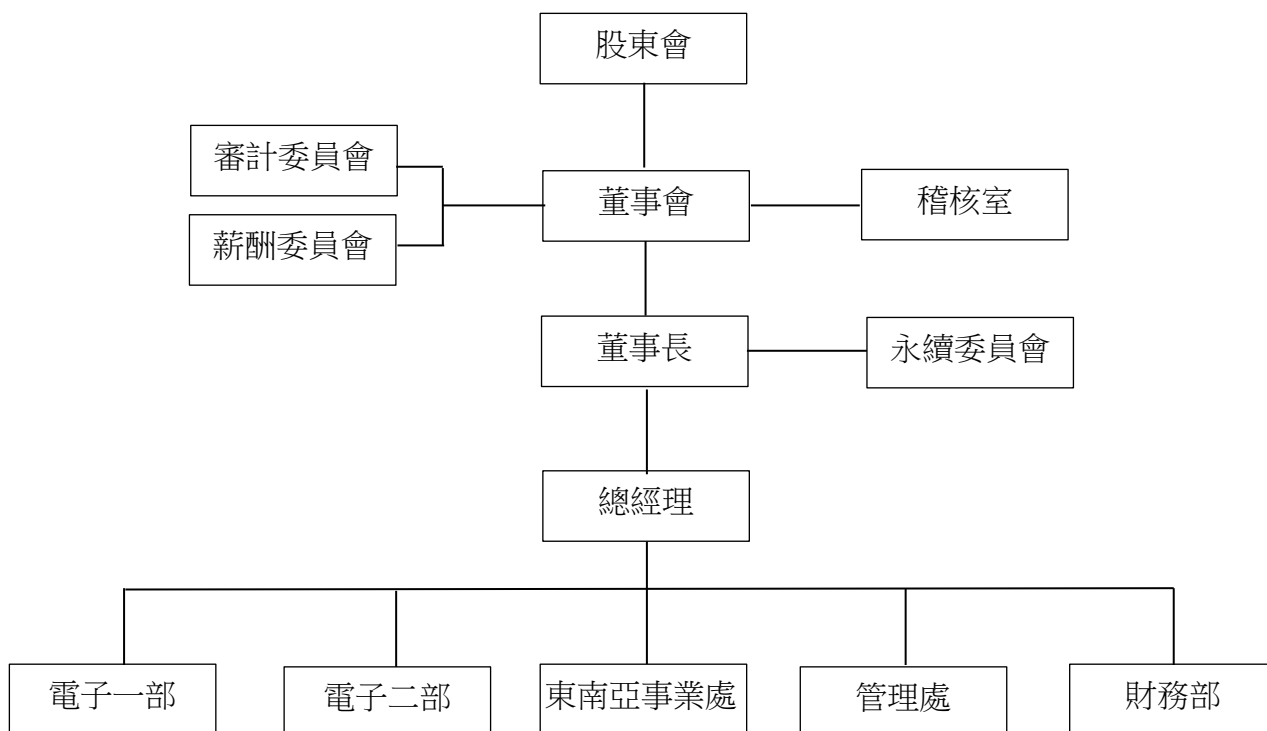 股東會
審計委員會
董事會
稽核室
薪酬委員會
董事長
永續委員會
總經理
電子一部
電子二部
東南亞事業處
管理處
財務部